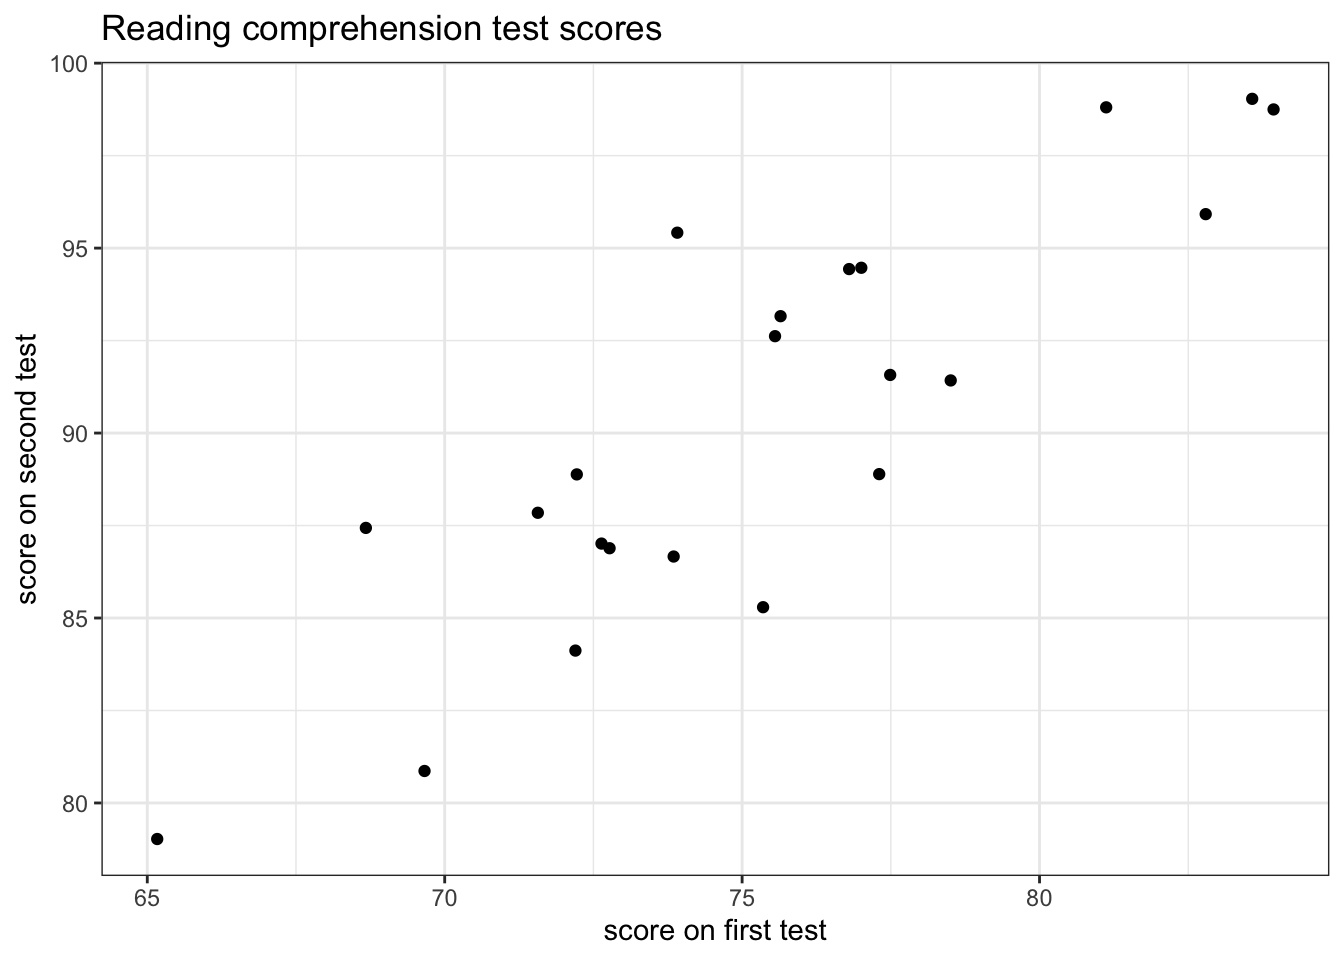 Reading comprehension test scores
100
95
90
85
80
score on second test
65 70 75 80
score on first test